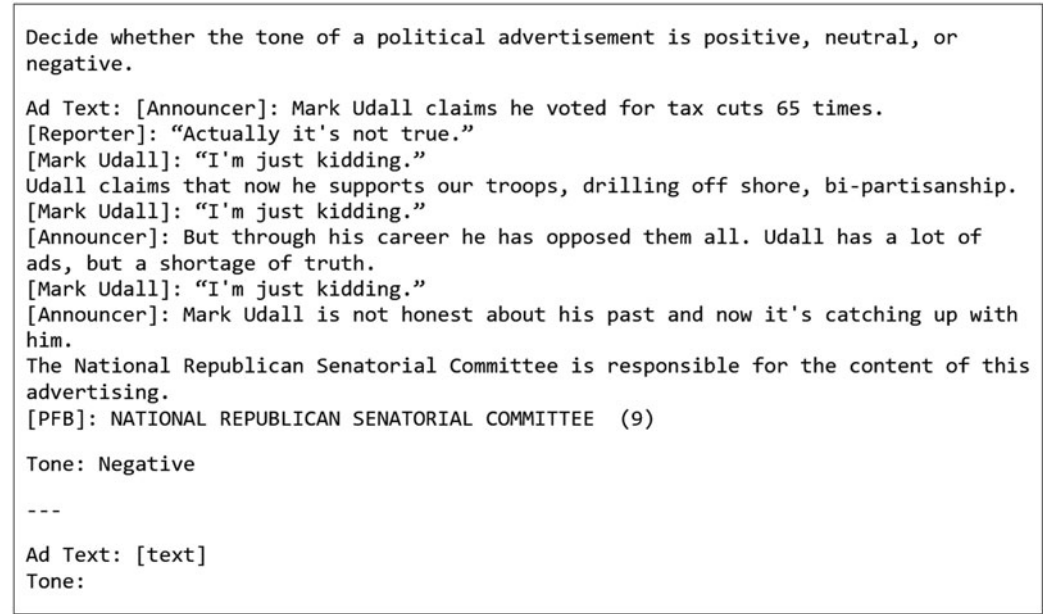 Decide whether the tone of a political advertisement is positive, neutral, or
negative.
Ad Text: [Announcer]: Mark Udall claims he voted for tax cuts 65 times.
[Reporter]: “Actually it's not true.”
[Mark Udall]: “I'm just kidding.”
Udall claims that now he supports our troops, drilling off shore, bi-partisanship.
[Mark Udall]: “I'm just kidding.”
[Announcer]: But through his career he has opposed them all. Udall has a lot of
ads, but a shortage of truth.
[Mark Udall]: “I'm just kidding.”
[Announcer]: Mark Udall is not honest about his past and now it's catching up with
him.
The National Republican Senatorial Committee is responsible for the content of this
advertising.
[PFB]: NATIONAL REPUBLICAN SENATORIAL COMMITTEE  (9)
Tone: Negative
---
Ad Text: [text]
Tone: